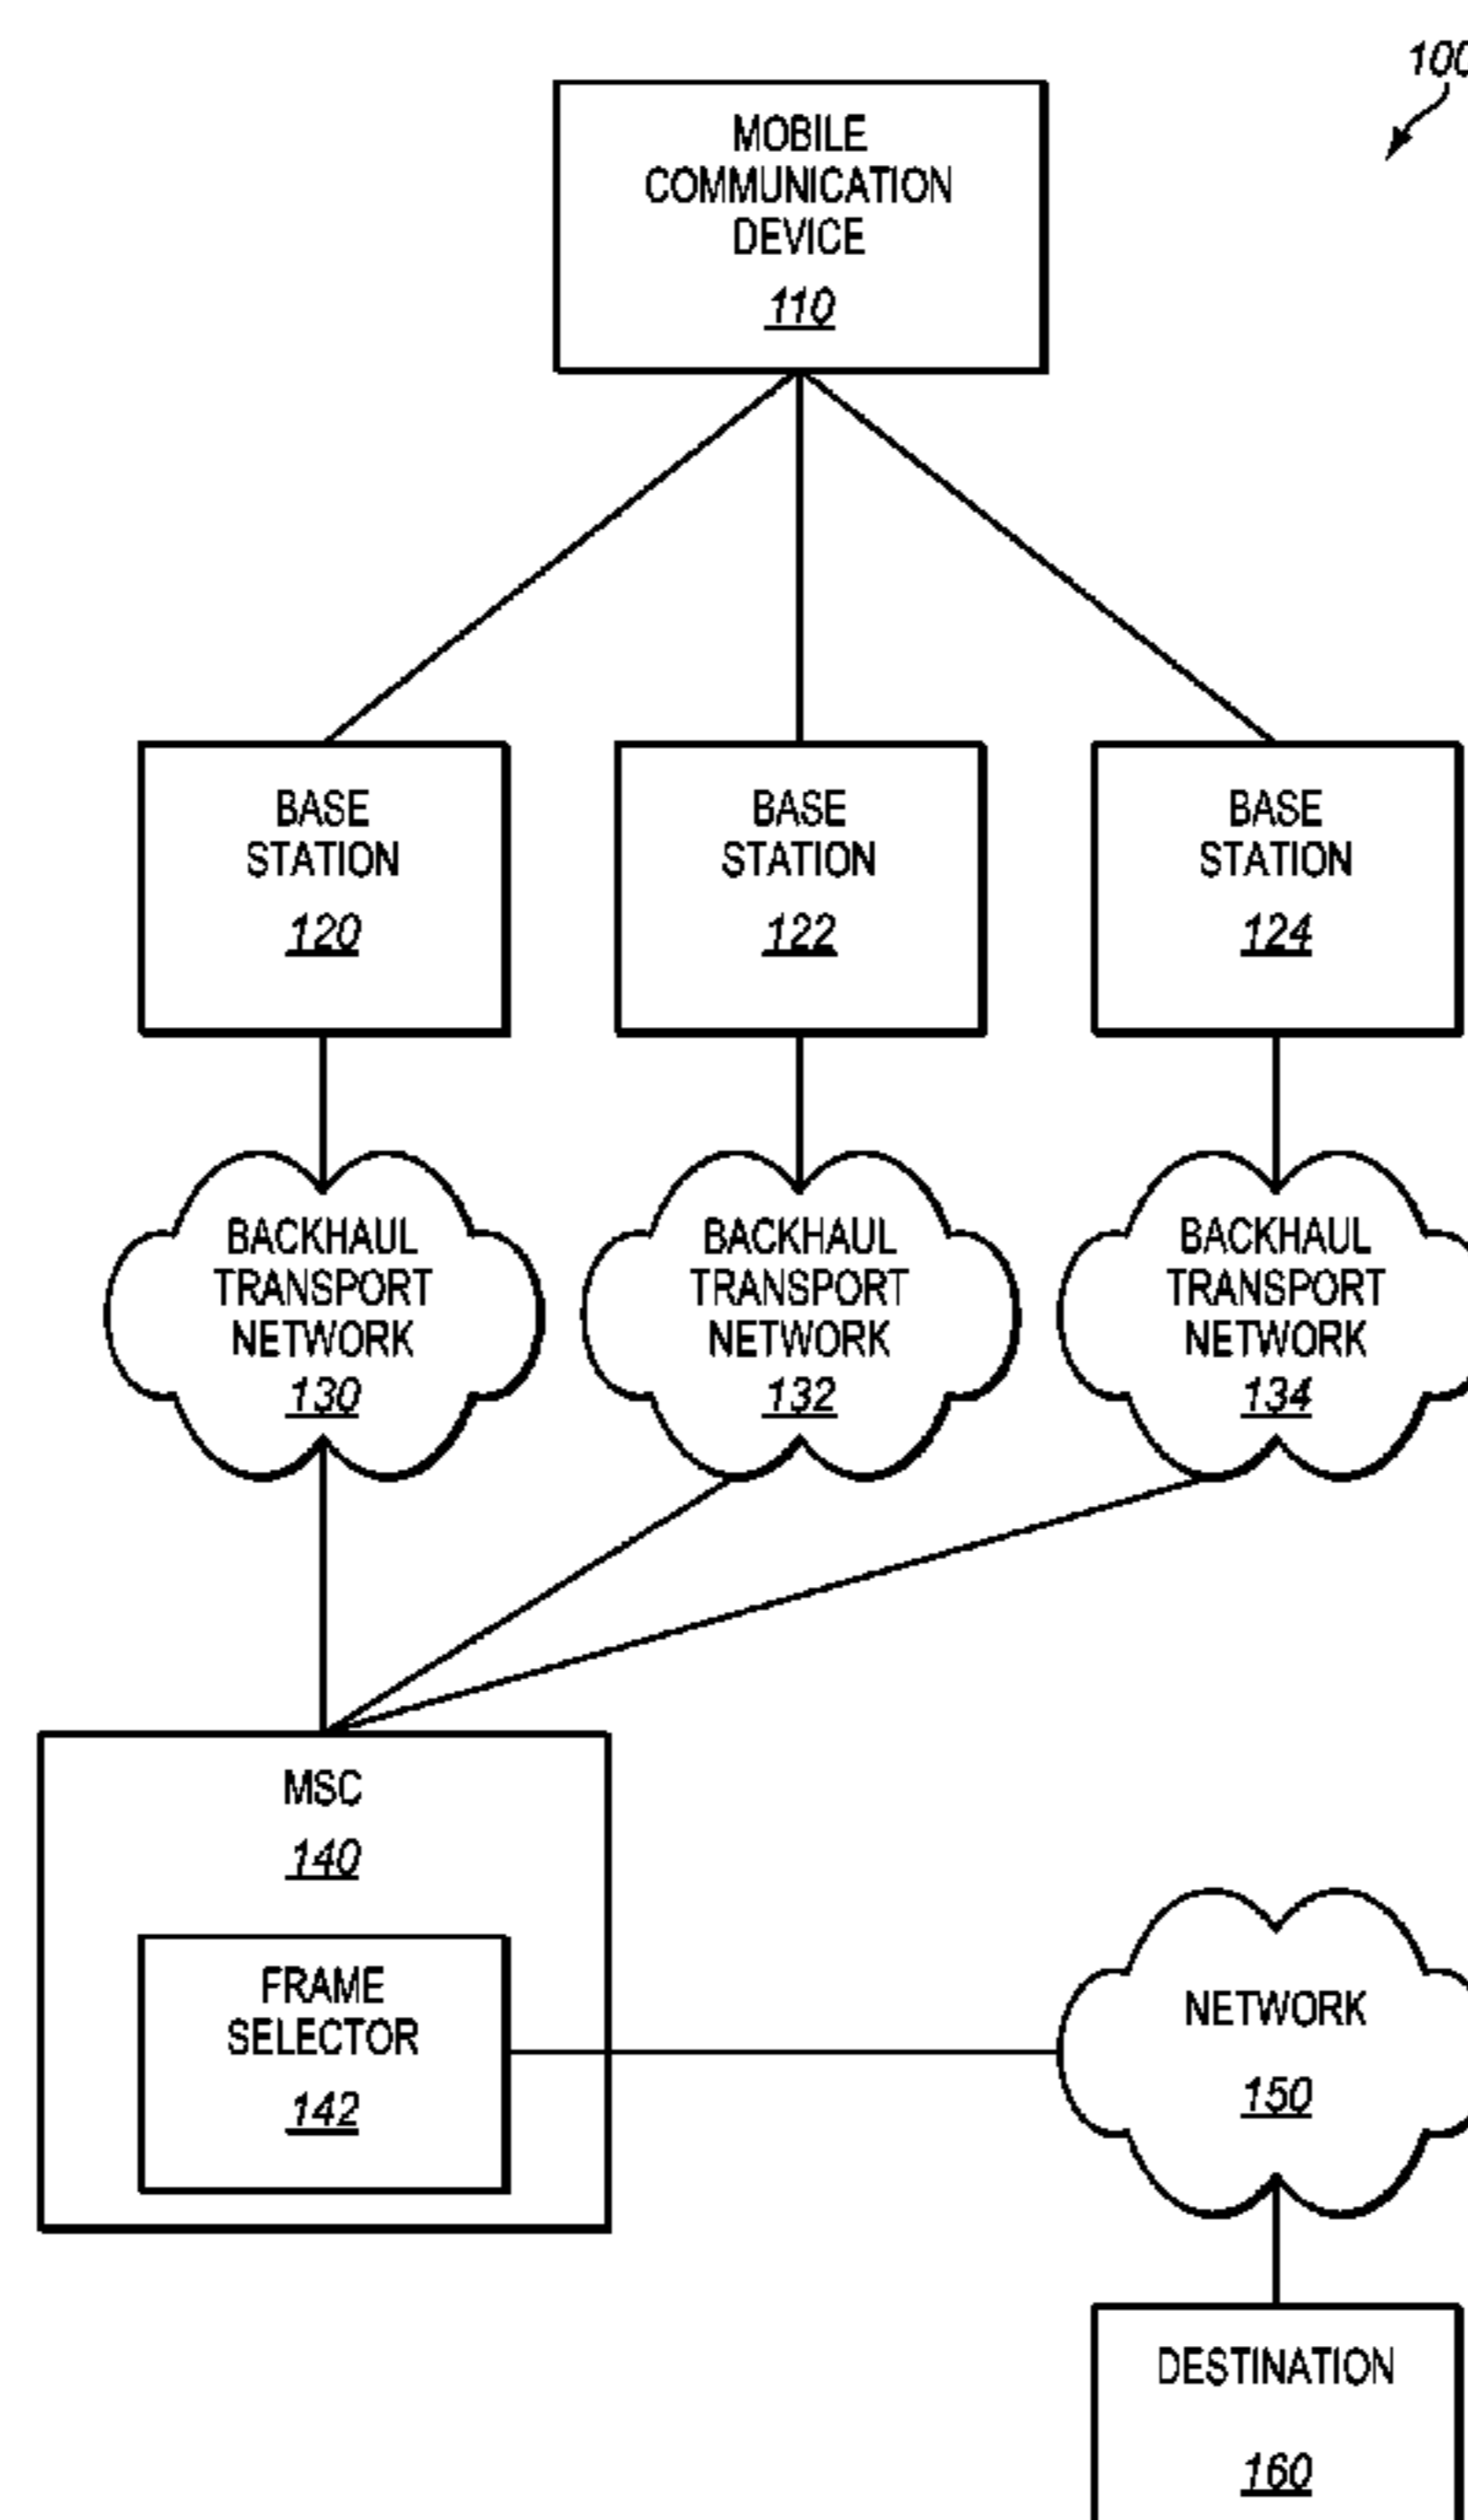 100
MOBILE
COMMUNICATION
DEVICE
110
BASE
STATION
120
BASE
STATION
122
BASE
STATION
124
BACKHAUL
TRANSPORT
NETWORK
130
BACKHAUL
TRANSPORT
NETWORK
132
BACKHAUL
TRANSPORT
NETWORK
134
MSC
140
FRAME
SELECTOR
142
NETWORK
150
DESTINATION
160